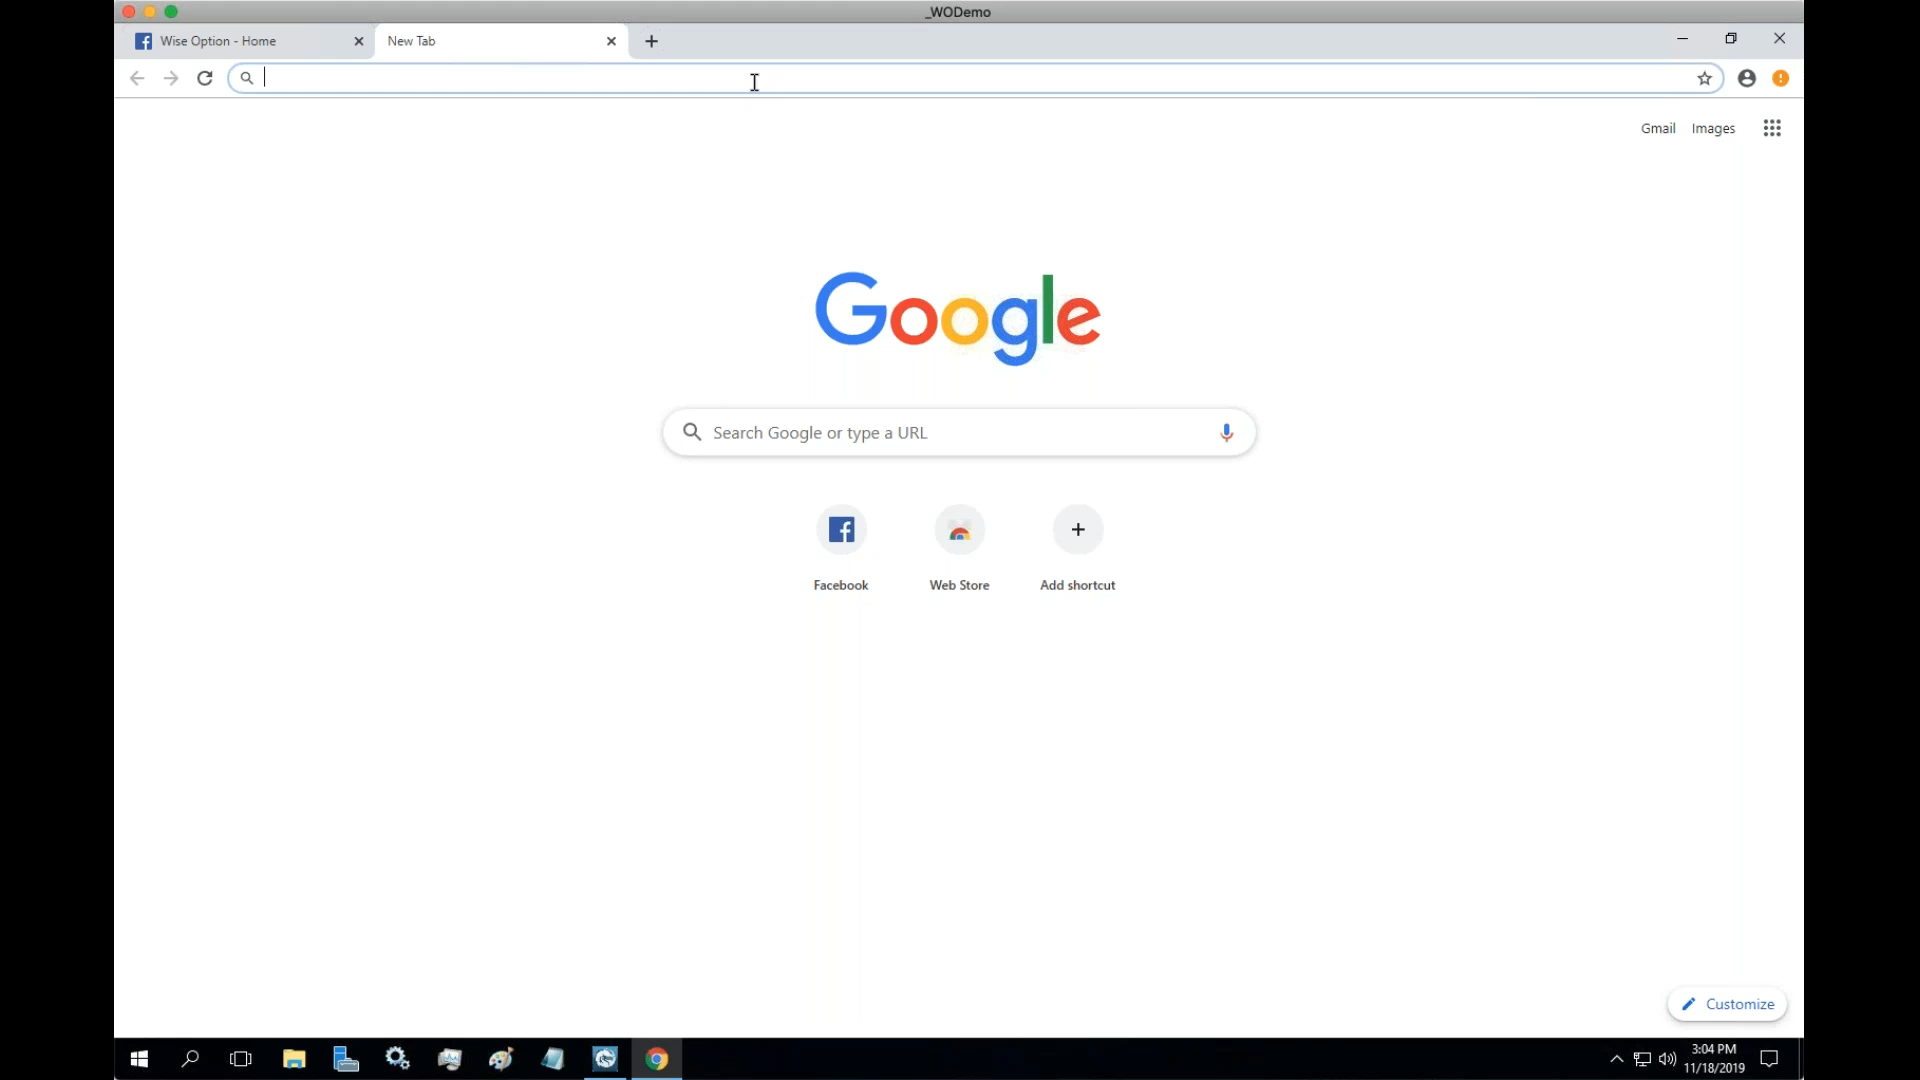 _WODemo
Wise Option - Home
New Tab
Gmail Images
Google
Search Google or type a URL
Facebook Web Store Add shortcut
Customize
3:04 PM
11/18/2019